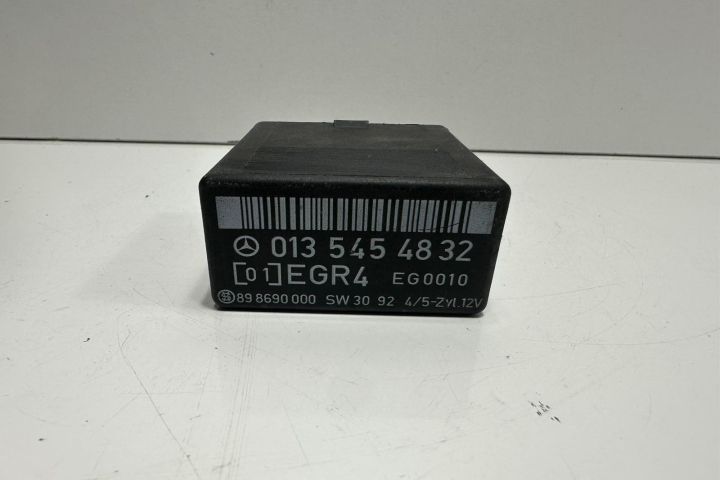 013 545 48 32
[01] EGR4 EG0010
89 8690 000 SW 30 92 4/5-Zyl.12V